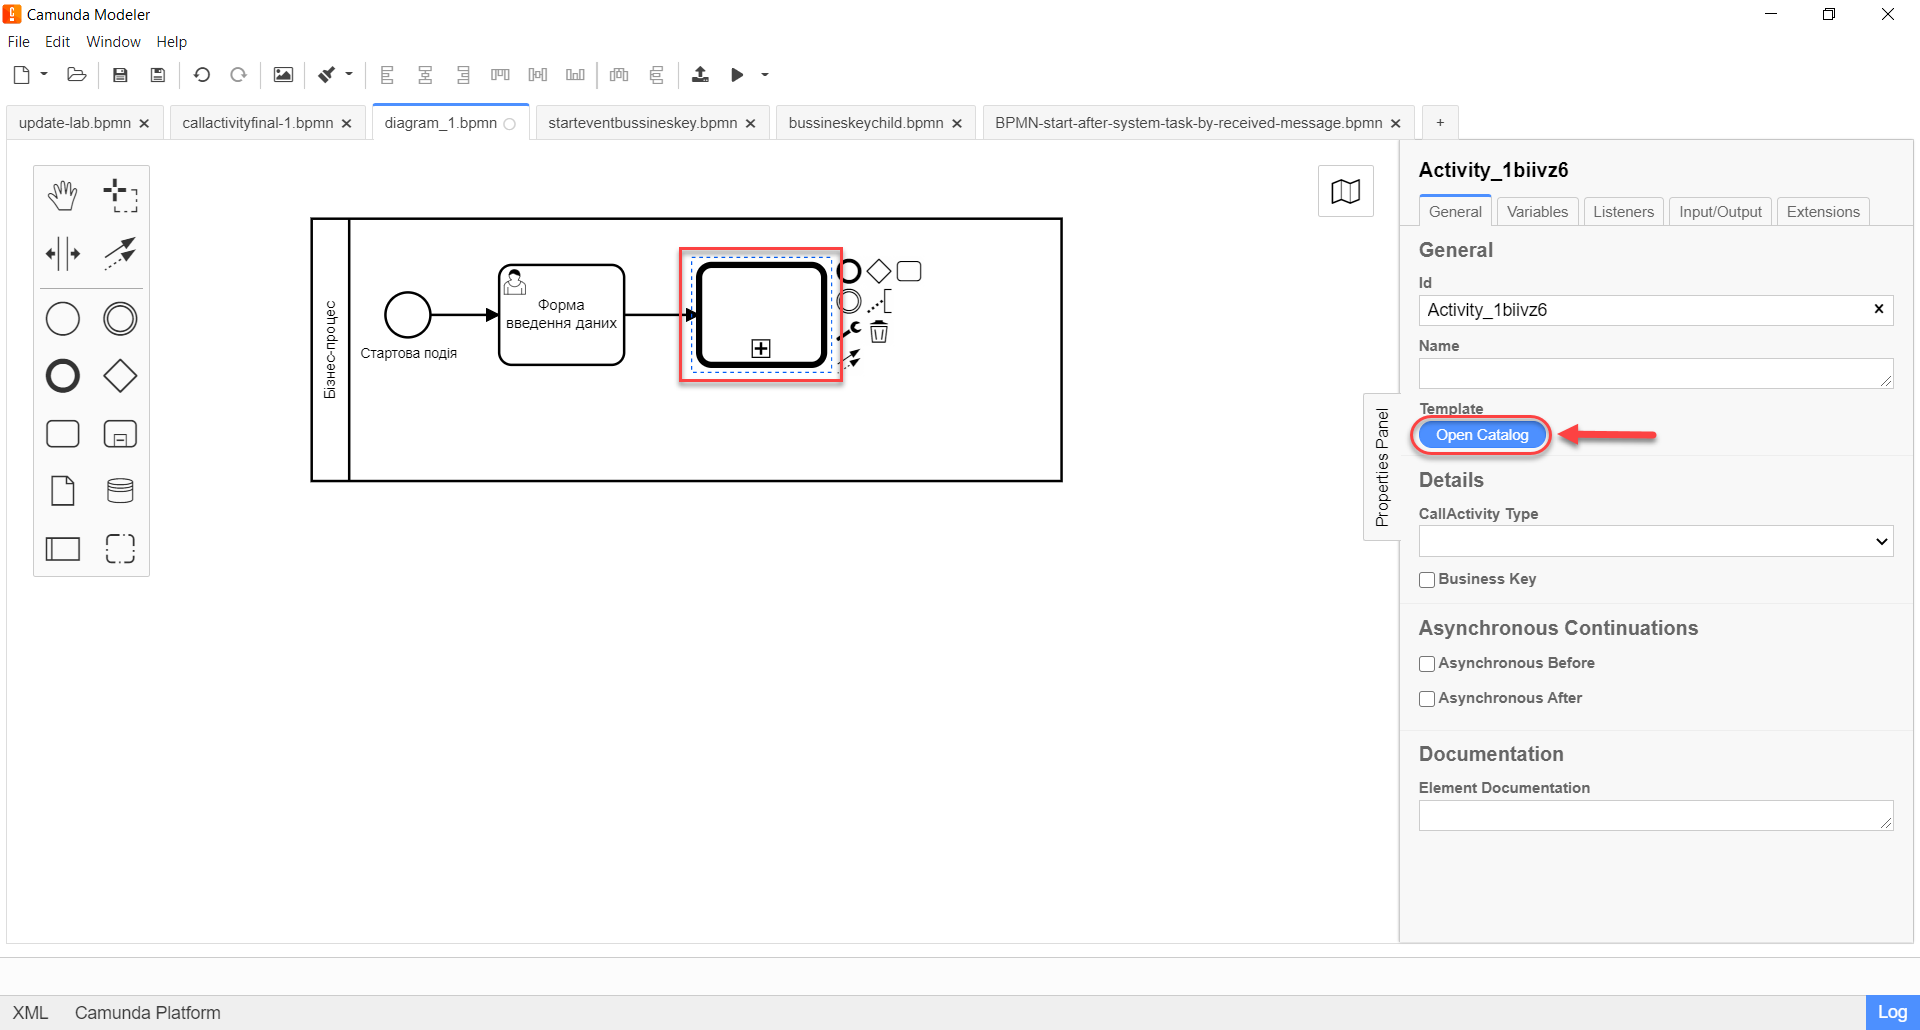 Camunda Modeler
File Edit Window Help
update-lab.bpmn
callactivityfinal-1.bpmn
diagram_1.bpmn
starteventbussineskey.bpmn
bussineskeychild.bpmn
BPMN-start-after-system-task-by-received-message.bpmn
+
Бізнес-процес
Стартова подія
Форма
введення даних
Properties Panel
Activity_1biivz6
General Variables Listeners Input/Output Extensions
General
Id
Activity_1biivz6
Name
Template
Open Catalog
Details
CallActivity Type
Business Key
Asynchronous Continuations
Asynchronous Before
Asynchronous After
Documentation
Element Documentation
XML Camunda Platform
Log